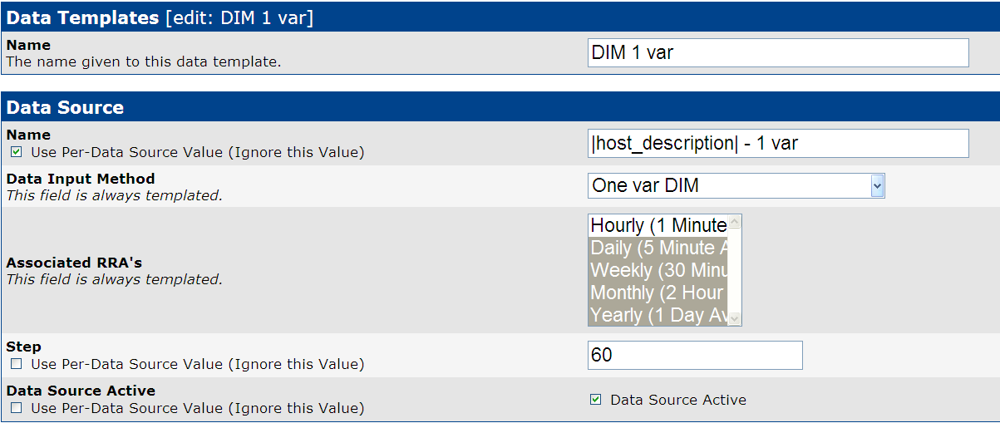 Data Templates [edit: DIM 1 var]
Name
The name given to this data template.
DIM 1 var
Data Source
Name
Use Per-Data Source Value (Ignore this Value)
|host_description| - 1 var
Data Input Method
This field is always templated.
One var DIM
Associated RRA's
This field is always templated.
Hourly (1 Minute
Daily (5 Minute A
Weekly (30 Minu
Monthly (2 Hour
Yearly (1 Day Av
Step
Use Per-Data Source Value (Ignore this Value)
60
Data Source Active
Use Per-Data Source Value (Ignore this Value)
Data Source Active